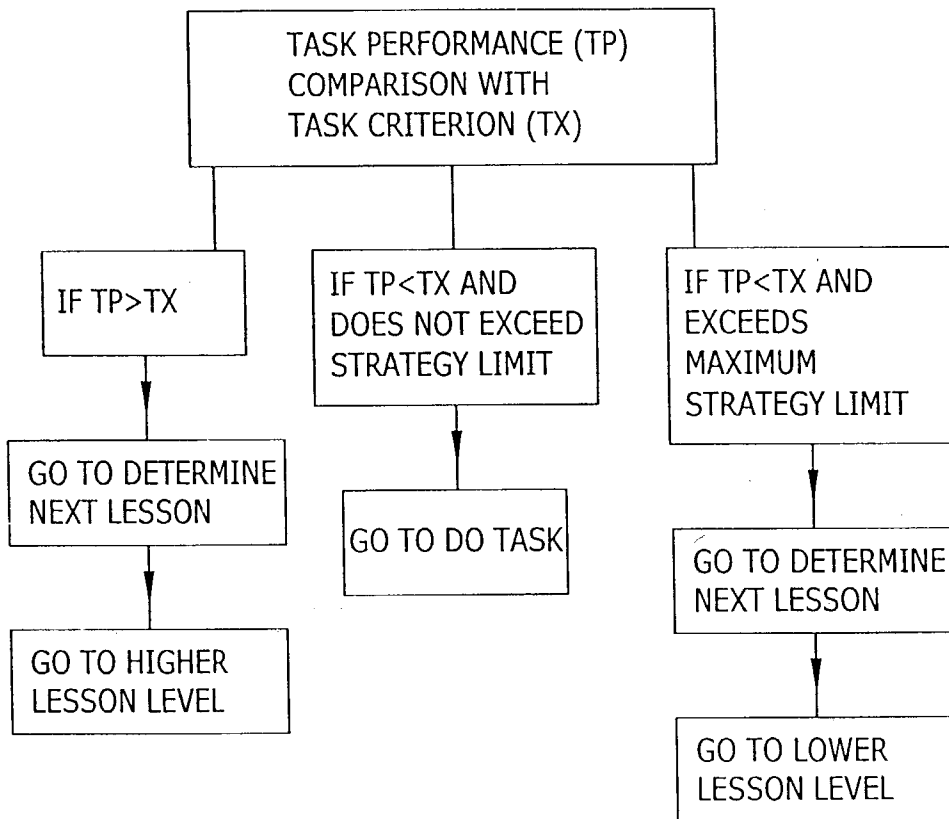 TASK PERFORMANCE (TP)
COMPARISON WITH
TASK CRITERION (TX)
IF TP>TX
GO TO DETERMINE
NEXT LESSON
GO TO HIGHER
LESSON LEVEL
IF TP<TX AND
DOES NOT EXCEED
STRATEGY LIMIT
GO TO DO TASK
IF TP<TX AND
EXCEEDS
MAXIMUM
STRATEGY LIMIT
GO TO DETERMINE
NEXT LESSON
GO TO LOWER
LESSON LEVEL